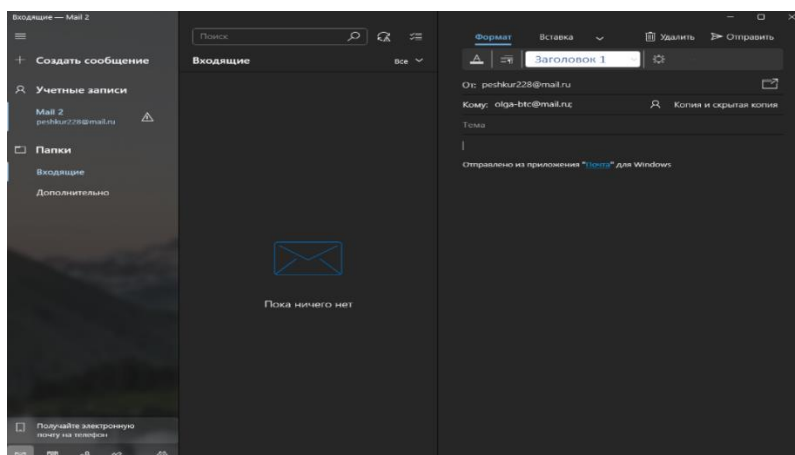 Входящие — Mail 2
Поиск
Формат Вставка Удалить Отправить
Создать сообщение
Входящие
Все
Заголовок 1
Учетные записи
От: peshkur228@mail.ru
Mail 2
peshkur228@mail.ru
Кому: olga-btc@mail.ru;
Копия и скрытая копия
Тема
Папки
Отправлено из приложения "Почта" для Windows
Входящие
Дополнительно
Пока ничего нет
Получайте электронную
почту на телефон